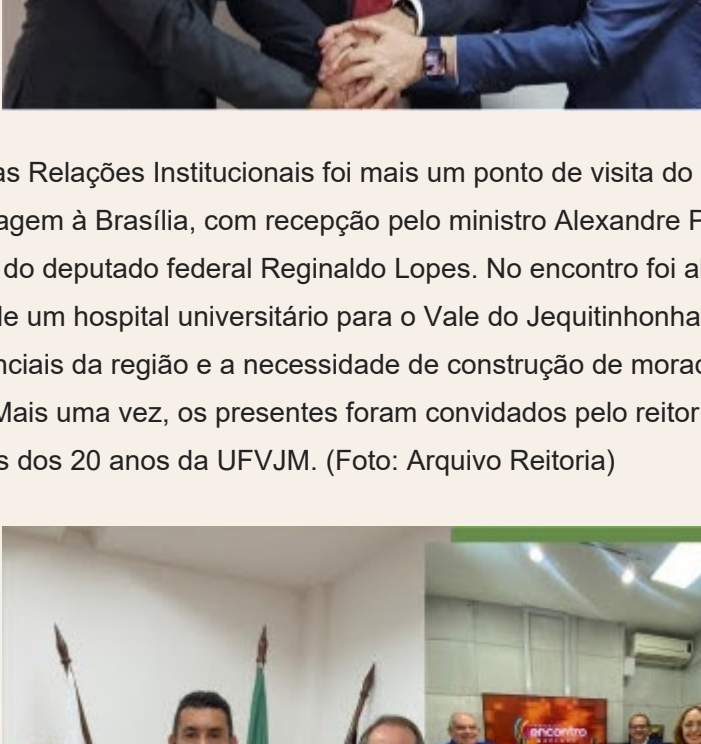 as Relações Institucionais foi mais um ponto de visita do
agem à Brasília, com recepção pelo ministro Alexandre P
do deputado federal Reginaldo Lopes. No encontro foi a
de um hospital universitário para o Vale do Jequitinhonha
nciais da região e a necessidade de construção de morad
Mais uma vez, os presentes foram convidados pelo reitor
s dos 20 anos da UFVJM. (Foto: Arquivo Reitoria)
encontro